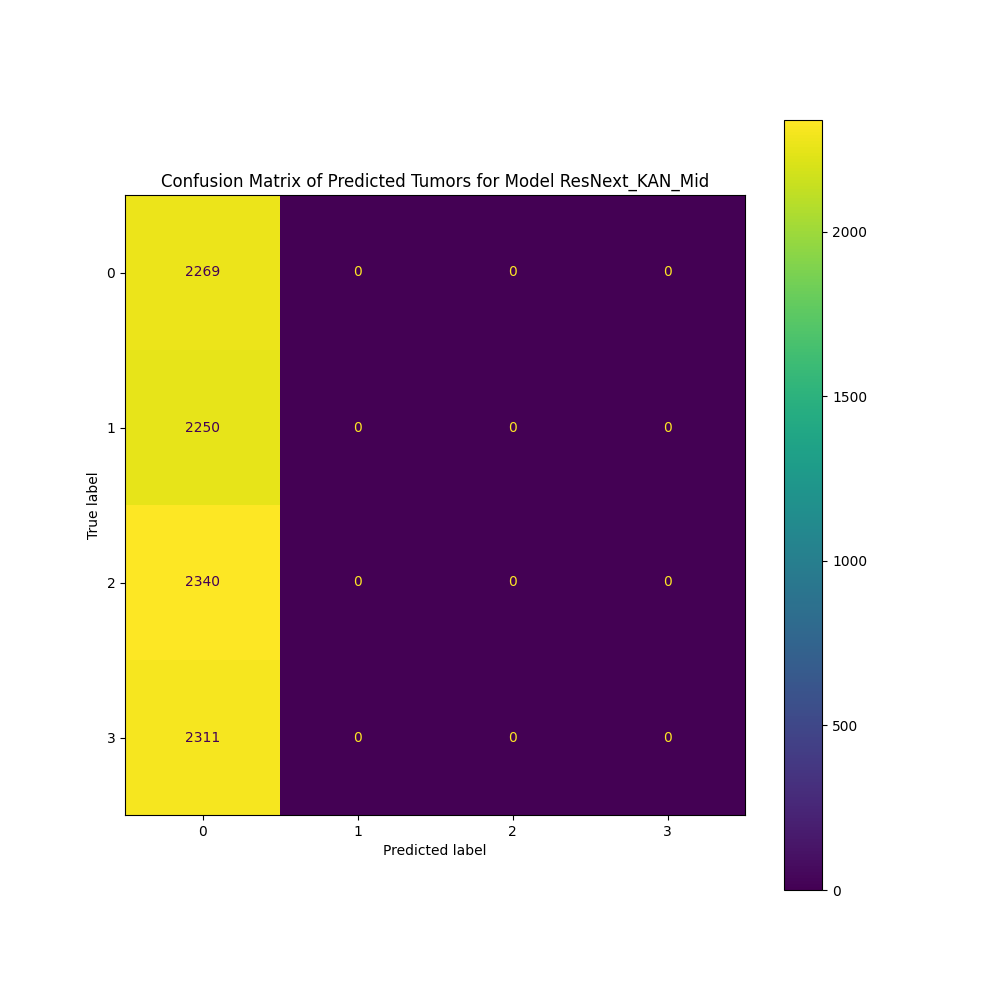 Confusion Matrix of Predicted Tumors for Model ResNext_KAN_Mid
2000
0 2269 0 0 0
1500
1 2250 0 0 0
True label
1000
2 2340 0 0 0
500
3 2311 0 0 0
0 1 2 3
Predicted label
0